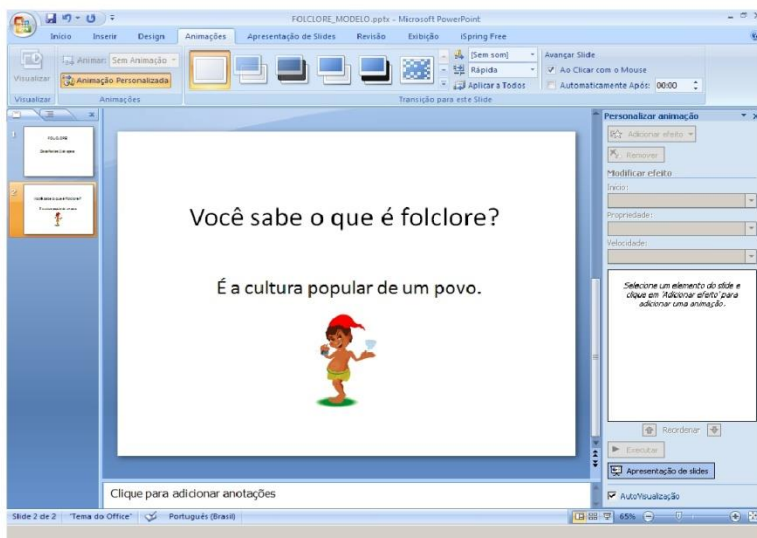 FOLCLORE_MODELO.pptx - Microsoft PowerPoint
Início Inserir Design Animações Apresentação de Slides Revisão Exibição iSpring Free
Visualizar
Animar: Sem Animação
Animação Personalizada
[Sem som]
Rápida
Aplicar a Todos
Avançar Slide
Ao Clicar com o Mouse
Automaticamente Após: 00:00
Visualizar Animações Transição para este Slide
FOLCLORE
Você sabe o que é folclore?
É a cultura popular de um povo.
Clique para adicionar anotações
Personalizar animação
Adicionar efeito
Remover
Modificar efeito
Início:
Propriedade:
Velocidade:
Selecione um elemento do slide e
clique em 'Adicionar efeito' para
adicionar uma animação.
Reordenar
Executar
Apresentação de slides
AutoVisualização
Slide 2 de 2 "Tema do Office" Português (Brasil) 65%